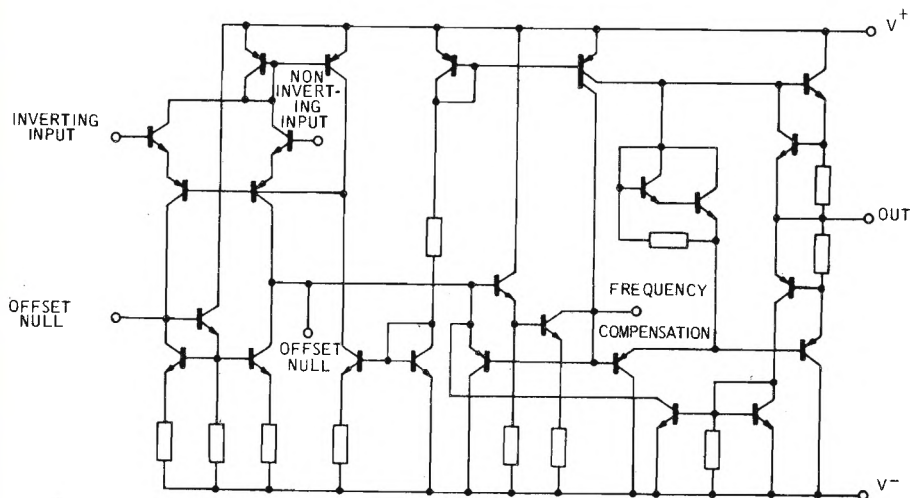 V+
NON
INVERT-
ING
INPUT
INVERTING
INPUT
OUT
OFFSET
NULL
FREQUENCY
COMPENSATION
OFFSET
NULL
V-